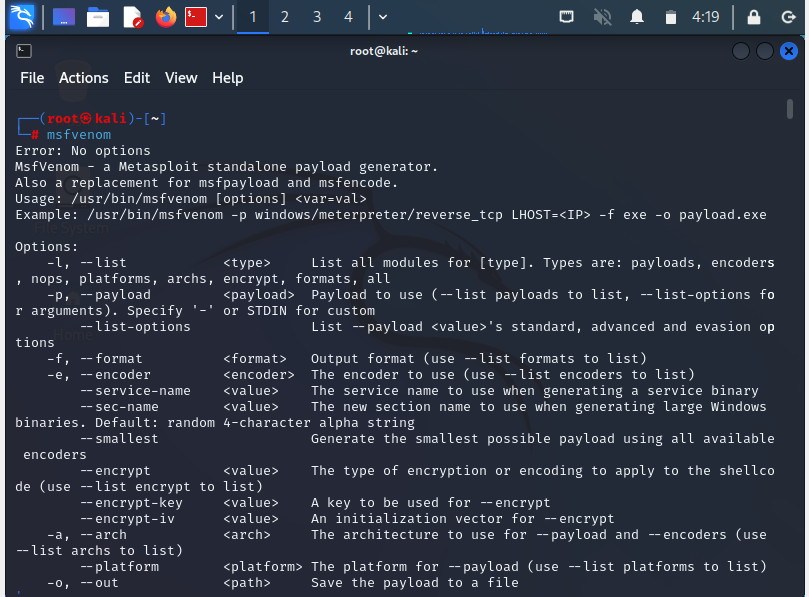 1 2 3 4 4:19
root@kali: ~
File Actions Edit View Help
┌──(root㉿kali)-[~]
└─# msfvenom
Error: No options
MsfVenom - a Metasploit standalone payload generator.
Also a replacement for msfpayload and msfencode.
Usage: /usr/bin/msfvenom [options] <var=val>
Example: /usr/bin/msfvenom -p windows/meterpreter/reverse_tcp LHOST=<IP> -f exe -o payload.exe
Options:
-l, --list <type> List all modules for [type]. Types are: payloads, encoders
, nops, platforms, archs, encrypt, formats, all
-p, --payload <payload> Payload to use (--list payloads to list, --list-options fo
r arguments). Specify '-' or STDIN for custom
--list-options List --payload <value>'s standard, advanced and evasion op
tions
-f, --format <format> Output format (use --list formats to list)
-e, --encoder <encoder> The encoder to use (use --list encoders to list)
--service-name <value> The service name to use when generating a service binary
--sec-name <value> The new section name to use when generating large Windows
binaries. Default: random 4-character alpha string
--smallest Generate the smallest possible payload using all available
encoders
--encrypt <value> The type of encryption or encoding to apply to the shellco
de (use --list encrypt to list)
--encrypt-key <value> A key to be used for --encrypt
--encrypt-iv <value> An initialization vector for --encrypt
-a, --arch <arch> The architecture to use for --payload and --encoders (use
--list archs to list)
--platform <platform> The platform for --payload (use --list platforms to list)
-o, --out <path> Save the payload to a file
File System
Home